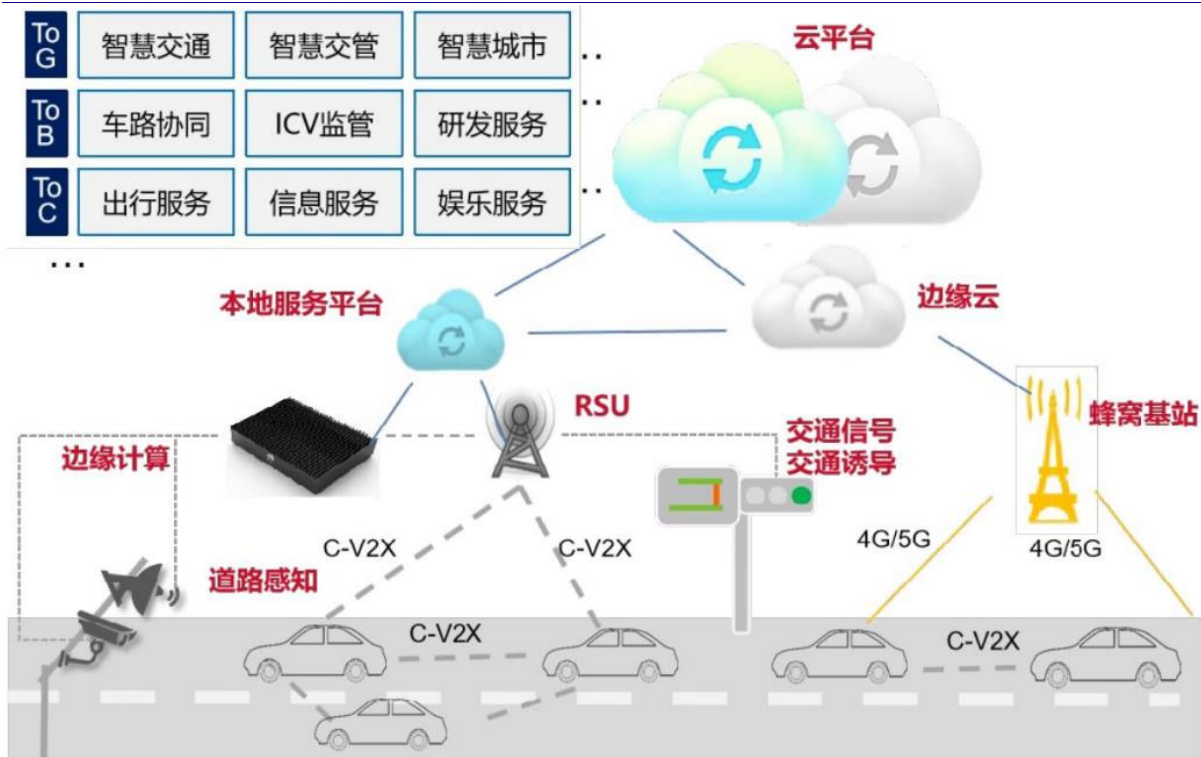 To G 智慧交通 智慧交管 智慧城市 ..
To B 车路协同 ICV监管 研发服务 ..
To C 出行服务 信息服务 娱乐服务 ..
...
云平台
本地服务平台
边缘云
RSU
边缘计算
交通信号
交通诱导
蜂窝基站
C-V2X
C-V2X
4G/5G
4G/5G
道路感知
C-V2X
C-V2X